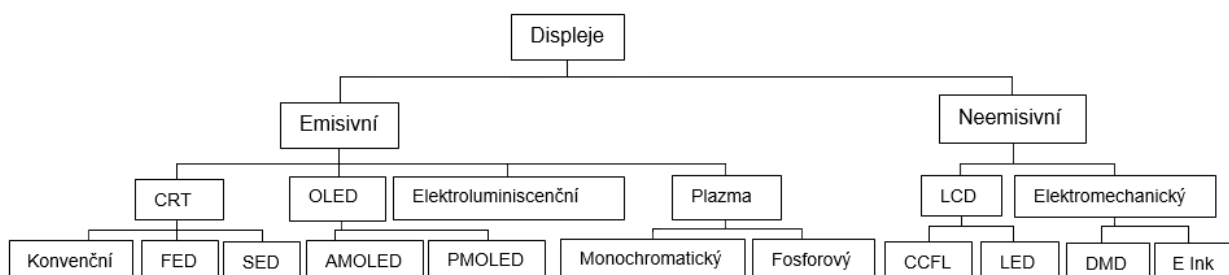 Displeje
Emisivní
Neemisivní
CRT
OLED
Elektroluminiscenční
Plazma
LCD
Elektromechanický
Konvenční
FED
SED
AMOLED
PMOLED
Monochromatický
Fosforový
CCFL
LED
DMD
E Ink